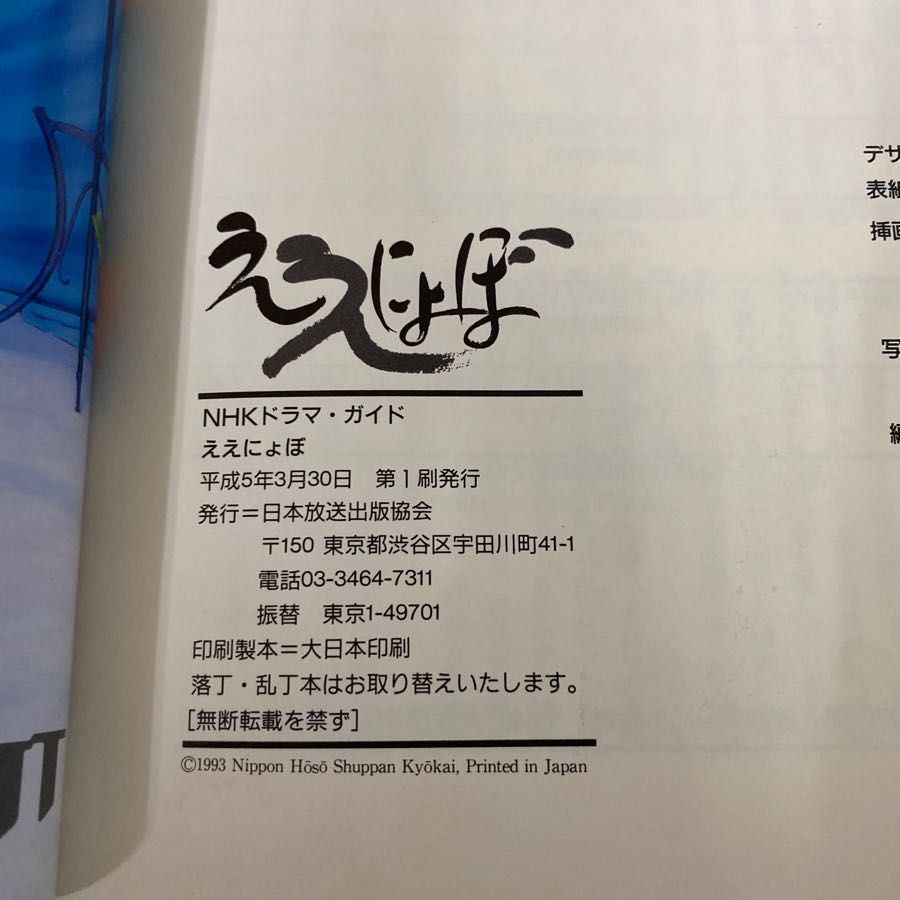 ええにょぼ
NHKドラマ・ガイド
ええにょぼ
平成5年3月30日　第1刷発行
発行＝日本放送出版協会
〒150 東京都渋谷区宇田川町41-1
電話03-3464-7311
振替　東京1-49701
印刷製本＝大日本印刷
落丁・乱丁本はお取り替えいたします。
[無断転載を禁ず]
©1993 Nippon Hōsō Shuppan Kyōkai, Printed in Japan
デザ
表紙
挿画
写
編